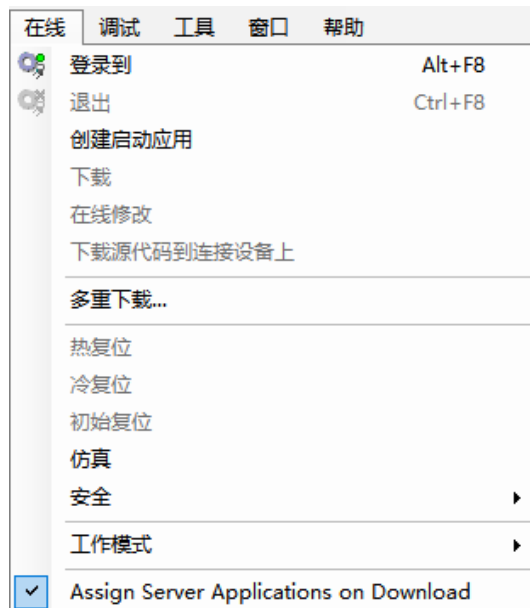 在线 调试 工具 窗口 帮助
登录到 Alt+F8
退出 Ctrl+F8
创建启动应用
下载
在线修改
下载源代码到连接设备上
多重下载...
热复位
冷复位
初始复位
仿真
安全
工作模式
Assign Server Applications on Download